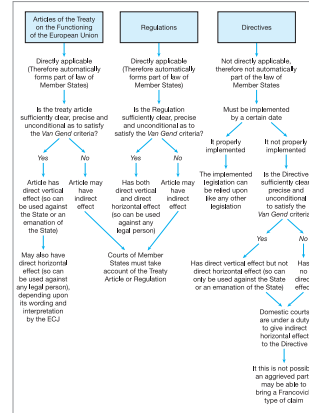 Articles of the Treaty
on the Functioning
of the European Union
Directly applicable
(Therefore automatically
forms part of law of
Member States)
Is the treaty article
sufficiently clear, precise and
unconditional as to satisfy
the Van Gend criteria?
Yes
No
Article has
direct vertical
effect (so can
be used against
the State or an
emanation of
the State)
Article may
have
indirect
effect
May also have
direct horizontal
effect (so can
be used against
any legal person),
depending upon
its wording and
interpretation
by the ECJ
Regulations
Directly applicable
(Therefore automatically
forms part of law of
Member States)
Is the Regulation
sufficiently clear, precise
and unconditional as to
satisfy the Van Gend criteria?
Yes
No
Has both
direct vertical
and horizontal
effect (so can
be used against
any legal person)
Article may
have
indirect
effect
Courts of Member
States must take
account of the Treaty
Article or Regulation
Directives
Not directly applicable,
therefore not automatically
part of the law of
Member States
Must be implemented
by a certain date
If properly
implemented
If not properly
implemented
The implemented
legislation can
be relied upon
like any other
legislation
Is the Directive
sufficiently clear,
precise and
unconditional
to satisfy the
Van Gend criteria
Yes
No
Has direct vertical effect but not
direct horizontal effect (so can
only be used against the State
or an emanation of the State)
Has
no
direc
effec
Domestic courts
are under a duty
to give indirect
horizontal effect
to the Directive
If this is not possib
an aggrieved part
may be able to
bring a Francovic
type of claim